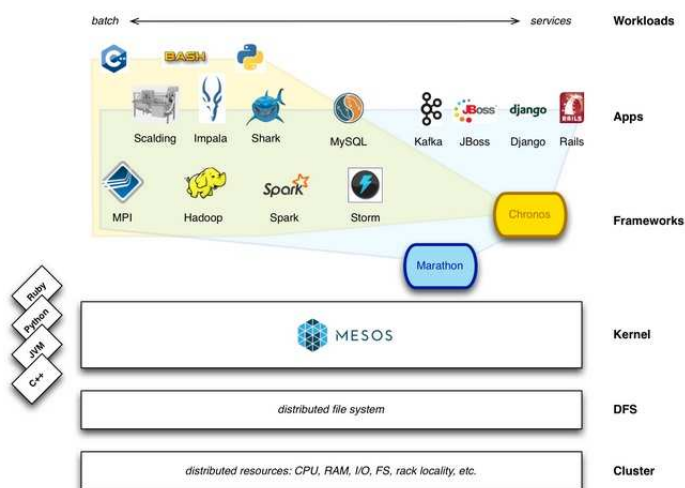 batch
services
Workloads
BASH
Scalding
Impala
Shark
MySQL
Kafka
JBoss
JBoss
django
Django
RAILS
Rails
Apps
MPI
Hadoop
Spark
Spark
Storm
Chronos
Frameworks
Marathon
Ruby
Python
JVM
C++
MESOS
Kernel
distributed file system
DFS
distributed resources: CPU, RAM, I/O, FS, rack locality, etc.
Cluster